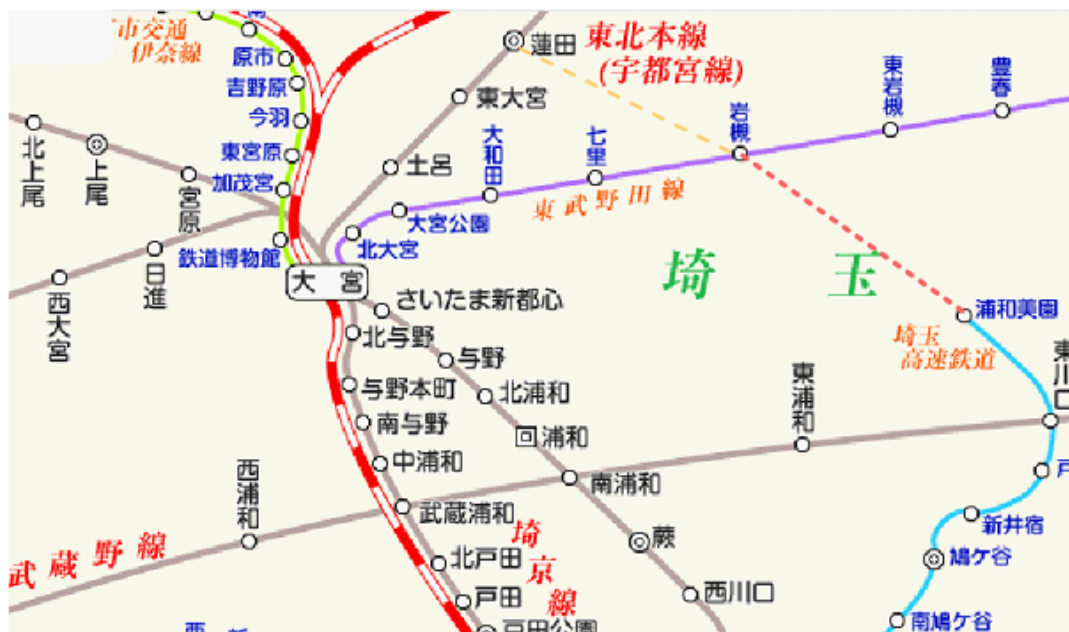 市交通
伊奈線
原市
吉野原
今羽
東宮原
加茂宮
鉄道博物館
北上尾
上尾
宮原
日進
西大宮
大宮
蓮田
東大宮
土呂
東北本線
(宇都宮線)
北大宮
大宮公園
大和田
七里
岩槻
東岩槻
豊春
東武野田線
埼玉
浦和美園
埼玉
高速鉄道
さいたま新都心
北与野
与野
与野本町
北浦和
南与野
浦和
中浦和
南浦和
東浦和
東川口
武蔵浦和
西浦和
武蔵野線
埼京線
北戸田
戸田
戸田公園
蕨
西川口
戸
新井宿
鳩ケ谷
南鳩ケ谷